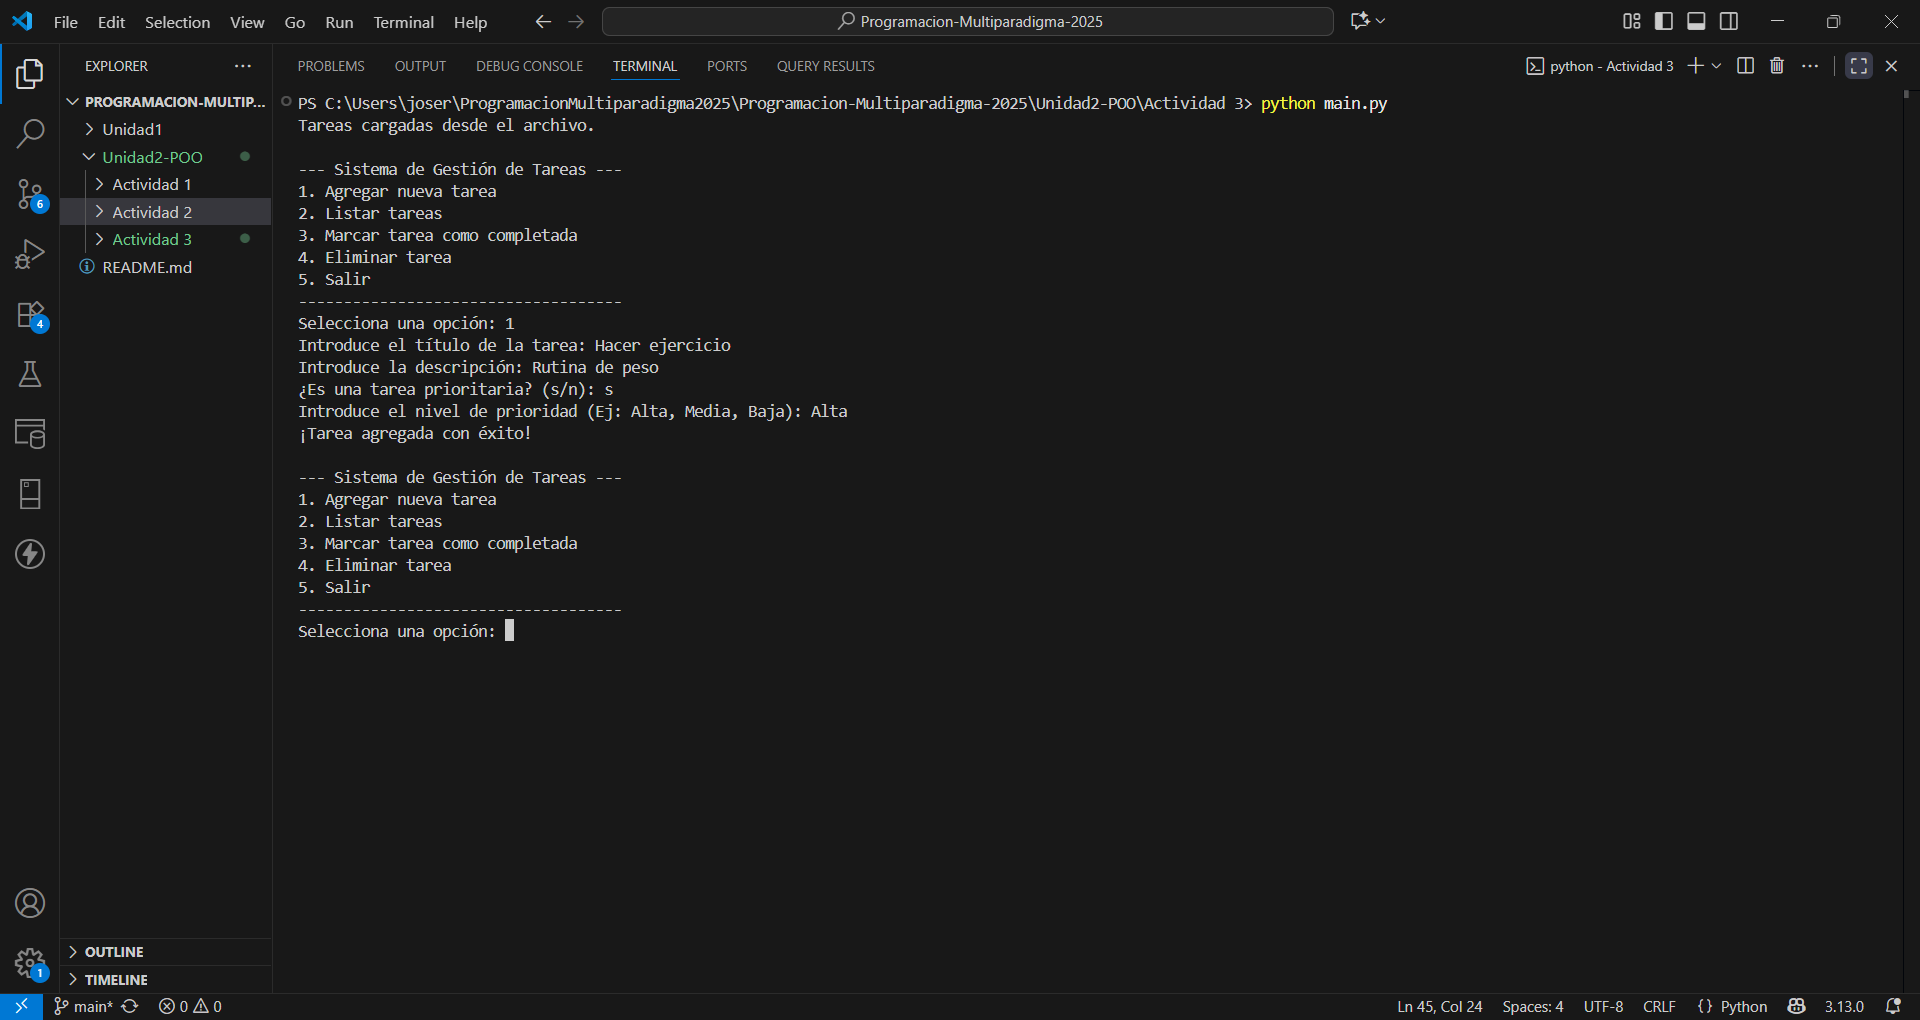 File Edit Selection View Go Run Terminal Help
Programacion-Multiparadigma-2025
EXPLORER
PROGRAMACION-MULTIP...
Unidad1
Unidad2-POO
Actividad 1
Actividad 2
Actividad 3
README.md
OUTLINE
TIMELINE
6
4
1
PROBLEMS OUTPUT DEBUG CONSOLE TERMINAL PORTS QUERY RESULTS
python - Actividad 3
PS C:\Users\joser\ProgramacionMultiparadigma2025\Programacion-Multiparadigma-2025\Unidad2-POO\Actividad 3> python main.py
Tareas cargadas desde el archivo.
--- Sistema de Gestión de Tareas ---
1. Agregar nueva tarea
2. Listar tareas
3. Marcar tarea como completada
4. Eliminar tarea
5. Salir
------------------------------------
Selecciona una opción: 1
Introduce el título de la tarea: Hacer ejercicio
Introduce la descripción: Rutina de peso
¿Es una tarea prioritaria? (s/n): s
Introduce el nivel de prioridad (Ej: Alta, Media, Baja): Alta
¡Tarea agregada con éxito!
--- Sistema de Gestión de Tareas ---
1. Agregar nueva tarea
2. Listar tareas
3. Marcar tarea como completada
4. Eliminar tarea
5. Salir
------------------------------------
Selecciona una opción:
main* 0 0
Ln 45, Col 24 Spaces: 4 UTF-8 CRLF {} Python 3.13.0